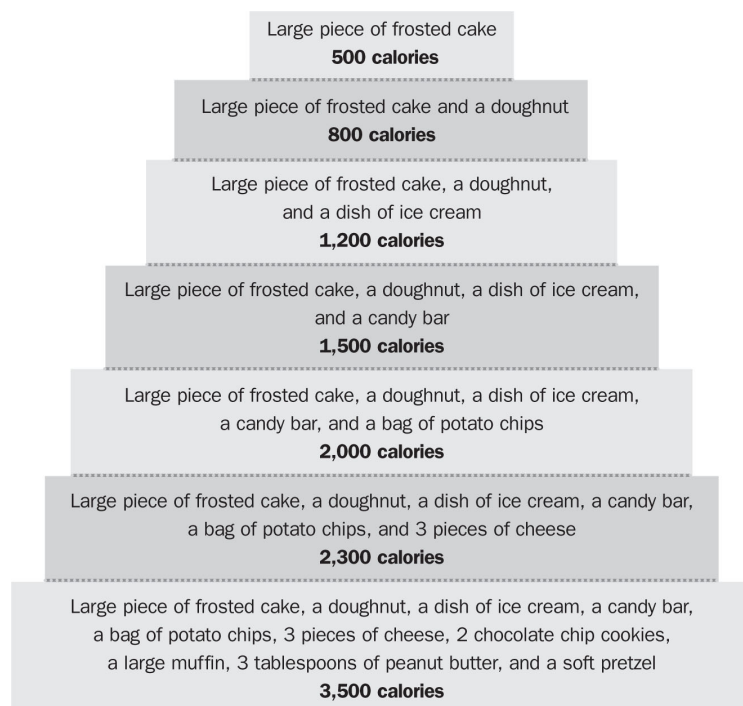 Large piece of frosted cake
500 calories
Large piece of frosted cake and a doughnut
800 calories
Large piece of frosted cake, a doughnut,
and a dish of ice cream
1,200 calories
Large piece of frosted cake, a doughnut, a dish of ice cream,
and a candy bar
1,500 calories
Large piece of frosted cake, a doughnut, a dish of ice cream,
a candy bar, and a bag of potato chips
2,000 calories
Large piece of frosted cake, a doughnut, a dish of ice cream, a candy bar,
a bag of potato chips, and 3 pieces of cheese
2,300 calories
Large piece of frosted cake, a doughnut, a dish of ice cream, a candy bar,
a bag of potato chips, 3 pieces of cheese, 2 chocolate chip cookies,
a large muffin, 3 tablespoons of peanut butter, and a soft pretzel
3,500 calories